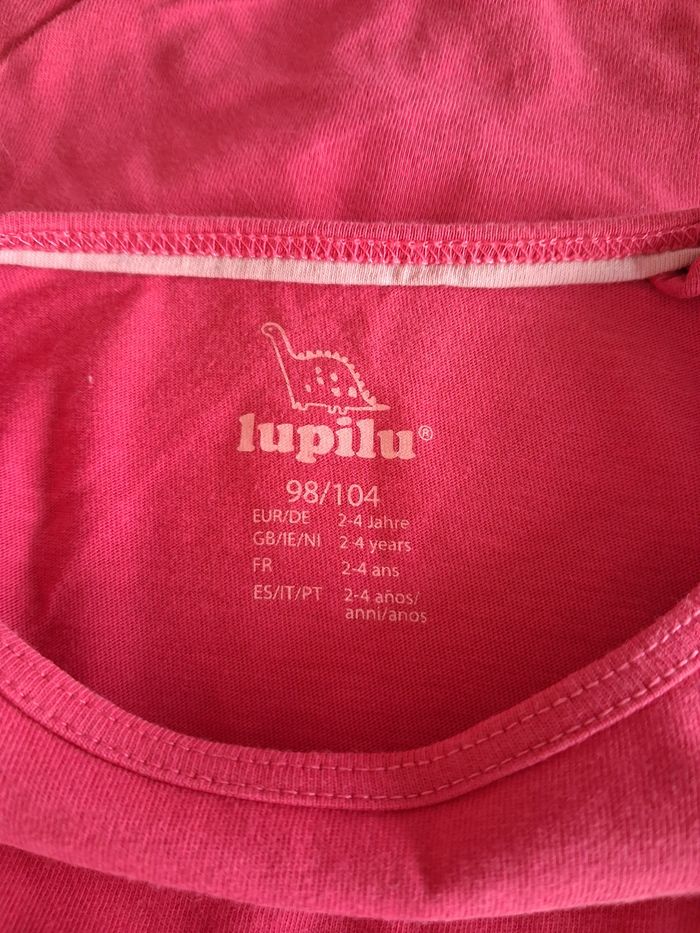 lupilu®
98/104
EUR/DE 2-4 Jahre
GB/IE/NI 2-4 years
FR 2-4 ans
ES/IT/PT 2-4 años/
anni/anos